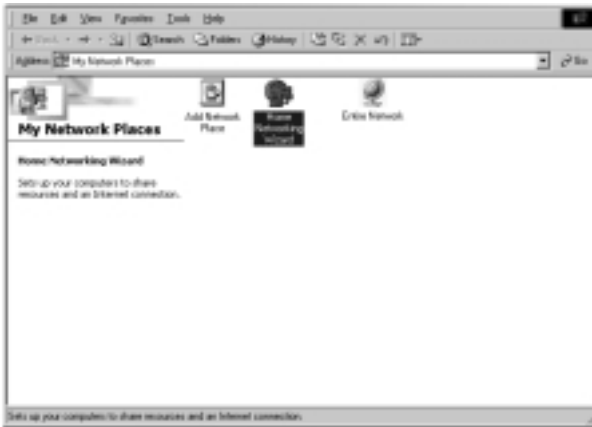 File Edit View Favorites Tools Help
Back Search Folders History
Address My Network Places Go
My Network Places
Home Networking Wizard
Sets up your computers to share
resources and an Internet connection.
Add Network
Place
Home
Networking
Wizard
Entire Network
Sets up your computers to share resources and an Internet connection.